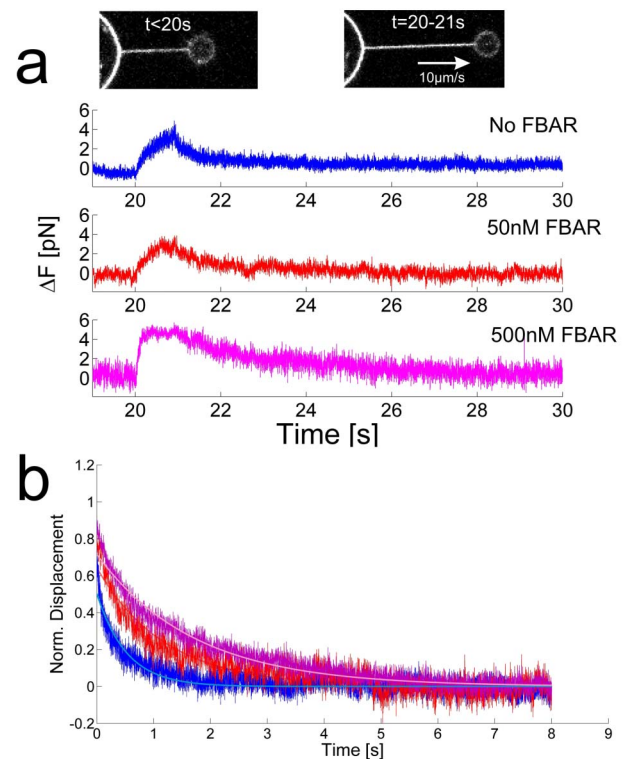 a
t<20s
t=20-21s
10μm/s
No FBAR
6
4
2
0
20 22 24 26 28 30
50nM FBAR
ΔF [pN]
6
4
2
0
20 22 24 26 28 30
500nM FBAR
6
4
2
0
20 22 24 26 28 30
Time [s]
b
Norm. Displacement
1.2
1
0.8
0.6
0.4
0.2
0
-0.2
0 1 2 3 4 5 6 7 8 9
Time [s]